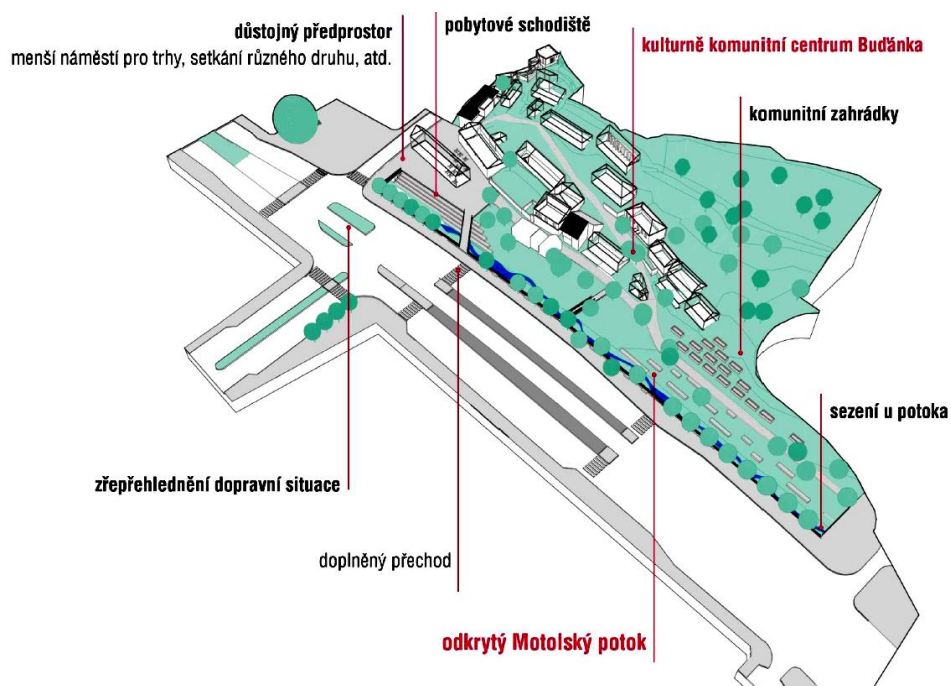 důstojný předprostor
menší náměstí pro trhy, setkání různého druhu, atd.
pobytové schodiště
kulturně komunitní centrum Buďánka
komunitní zahrádky
sezení u potoka
zřepřehlednění dopravní situace
doplněný přechod
odkrytý Motolský potok